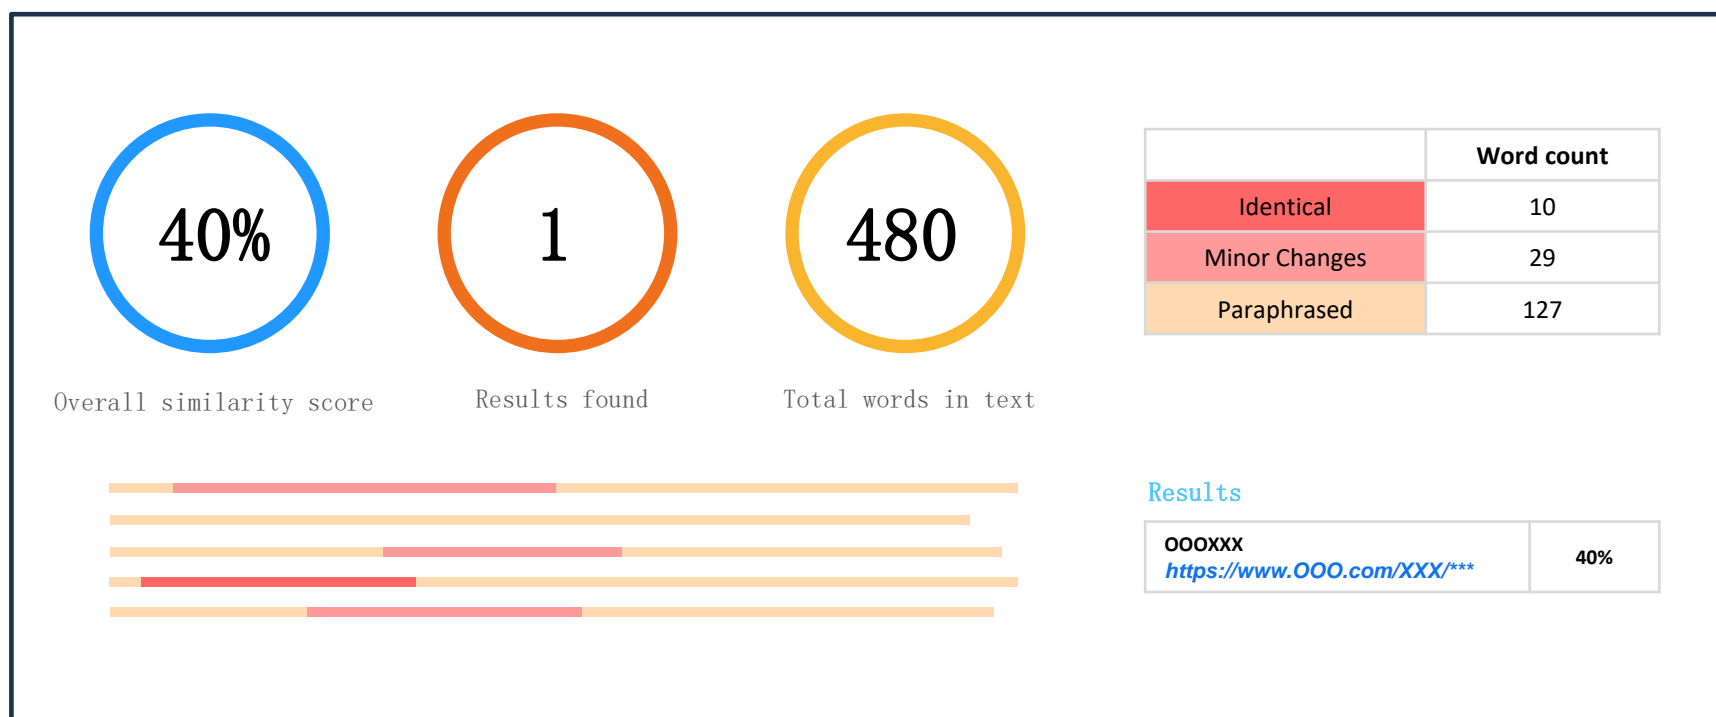 40%
1
480
Overall similarity score
Results found
Total words in text
Word count
Identical 10
Minor Changes 29
Paraphrased 127
Results
OOOXXX
https://www.OOO.com/XXX/***
40%